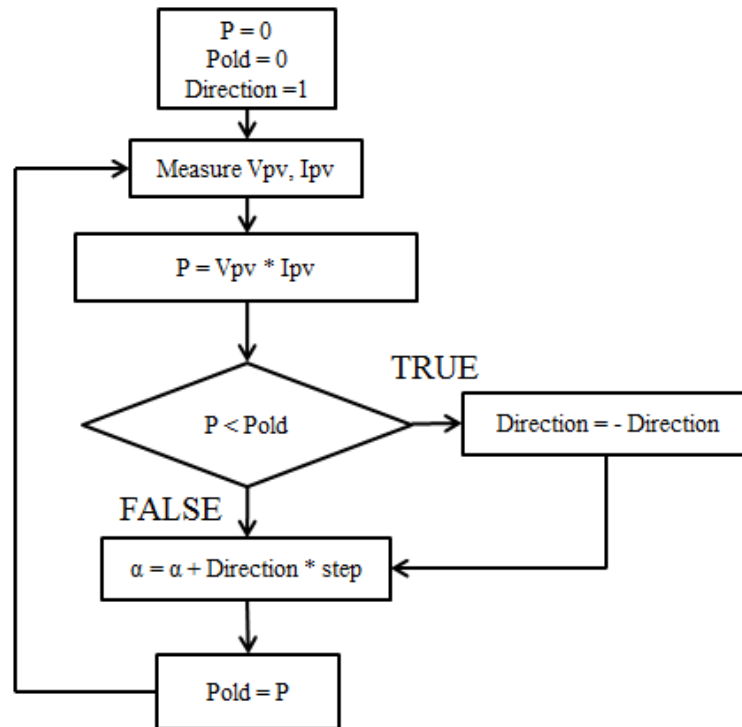 P = 0
Pold = 0
Direction =1
Measure Vpv, Ipv
P = Vpv * Ipv
TRUE
P < Pold
Direction = - Direction
FALSE
α = α + Direction * step
Pold = P